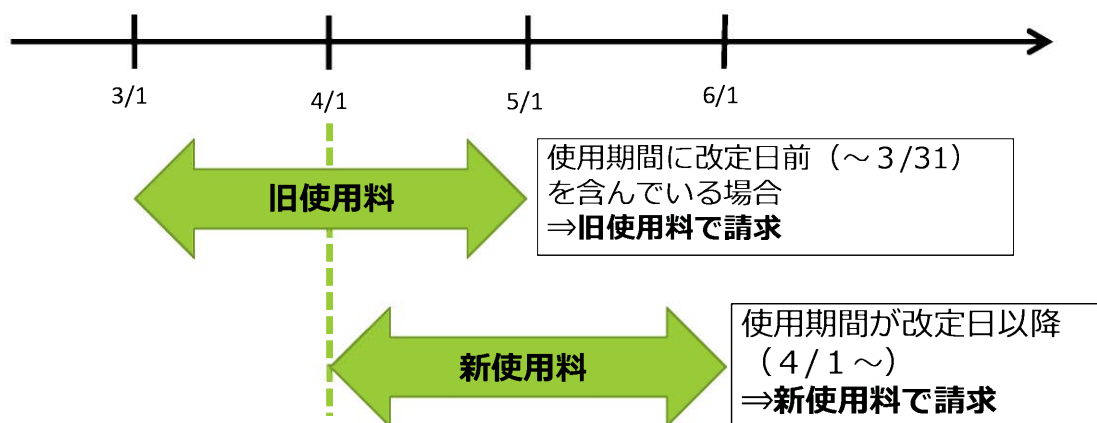 3/1
4/1
5/1
6/1
旧使用料
使用期間に改定日前（～３/31）
を含んでいる場合
⇒旧使用料で請求
新使用料
使用期間が改定日以降
（４/１～）
⇒新使用料で請求